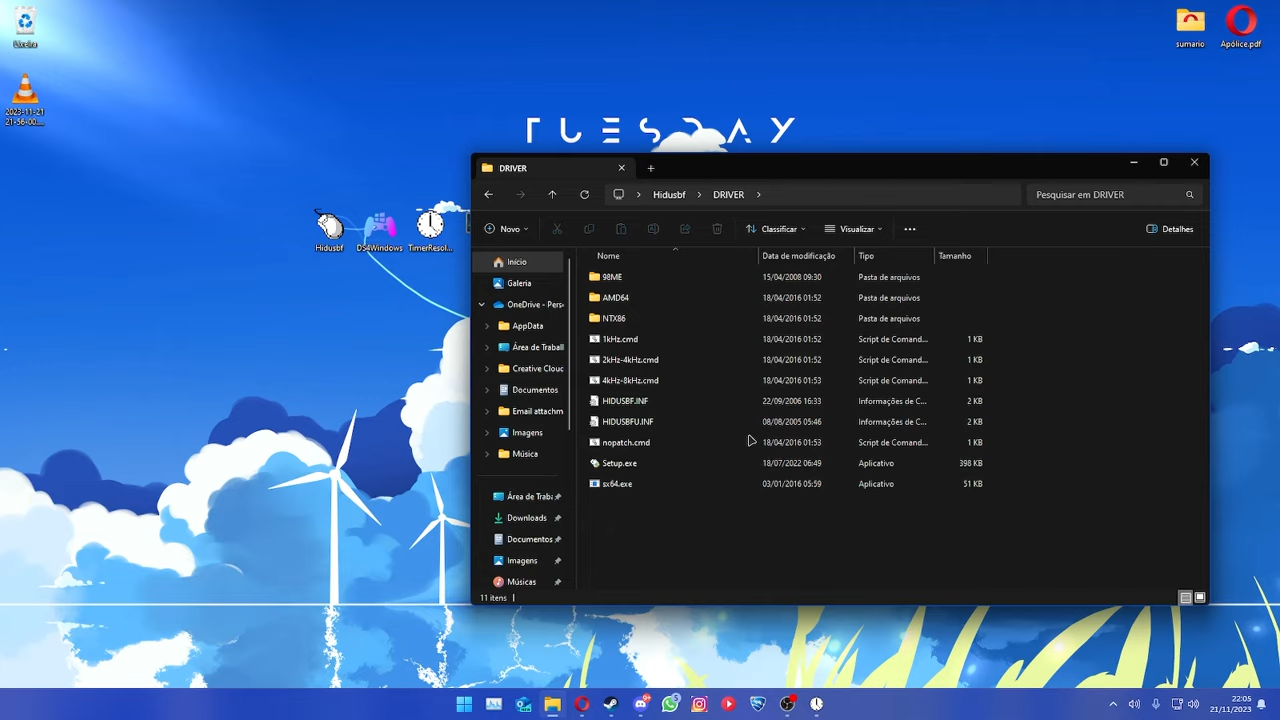 Lixeira
2023-11-21
21-56-00....
sumario
Apólice.pdf
TUESDAY
Hidusbf
DS4Windows
TimerResol...
DRIVER
Hidusbf
DRIVER
Pesquisar em DRIVER
Novo
Classificar
Visualizar
Detalhes
Nome
Data de modificação
Tipo
Tamanho
Início
Galeria
OneDrive - Perso
AppData
Área de Trabal
Creative Cloud
Documentos
Email attachm
Imagens
Música
Área de Traba
Downloads
Documentos
Imagens
Músicas
98ME 15/04/2008 09:30 Pasta de arquivos
AMD64 18/04/2016 01:52 Pasta de arquivos
NTX86 18/04/2016 01:52 Pasta de arquivos
1kHz.cmd 18/04/2016 01:52 Script de Comand... 1 KB
2kHz-4kHz.cmd 18/04/2016 01:52 Script de Comand... 1 KB
4kHz-8kHz.cmd 18/04/2016 01:53 Script de Comand... 1 KB
HIDUSBF.INF 22/09/2006 16:33 Informações de C... 2 KB
HIDUSBFU.INF 08/08/2005 05:46 Informações de C... 2 KB
nopatch.cmd 18/04/2016 01:53 Script de Comand... 1 KB
Setup.exe 18/07/2022 06:49 Aplicativo 398 KB
sx64.exe 03/01/2016 05:59 Aplicativo 51 KB
11 itens
22:05
21/11/2023